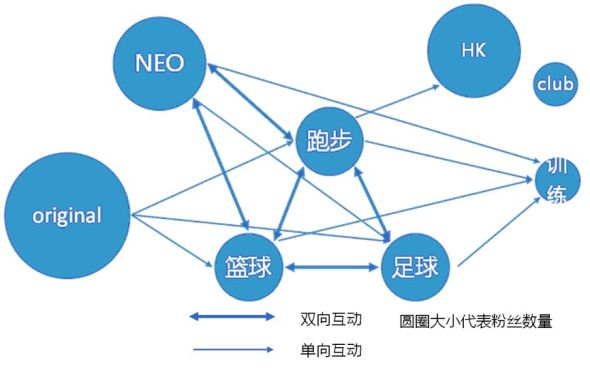 NEO
HK
club
跑步
训
练
original
篮球
足球
双向互动
圆圈大小代表粉丝数量
单向互动